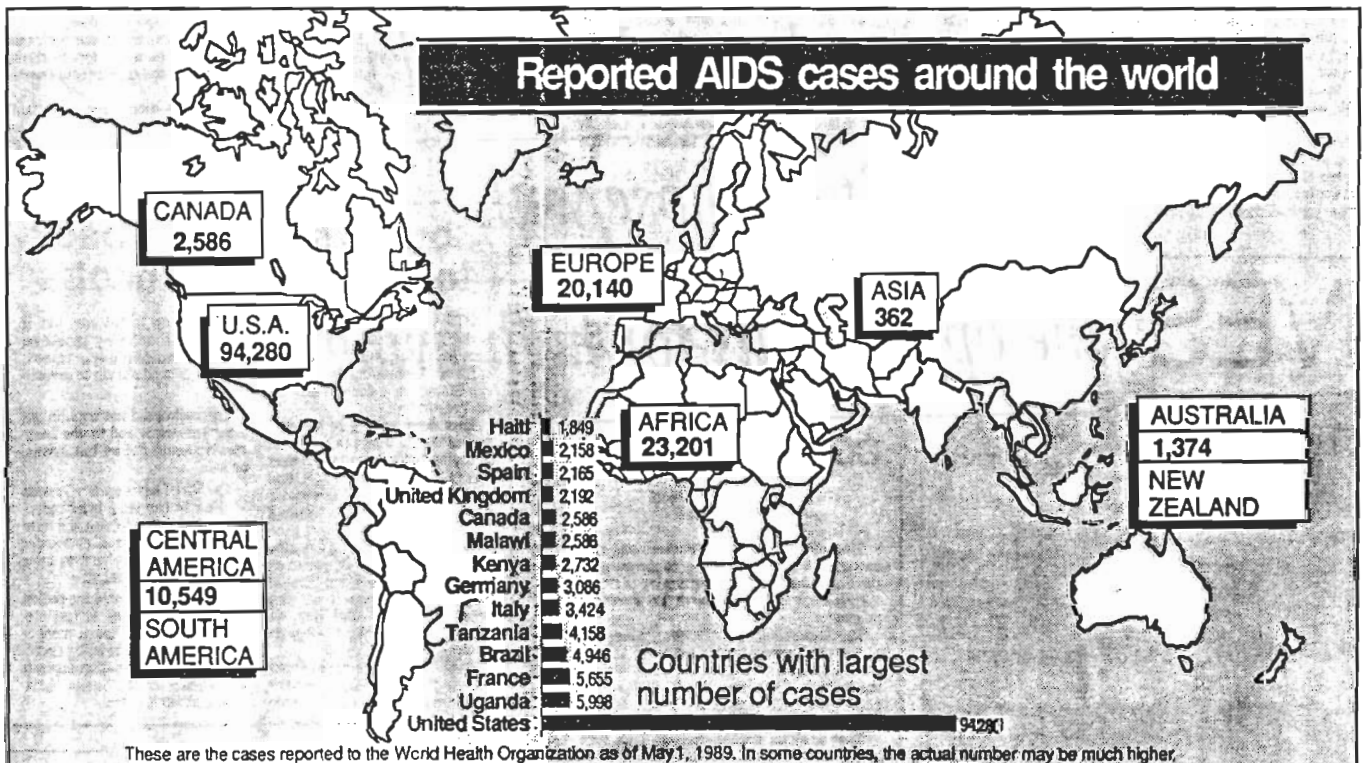 Reported AIDS cases around the world
CANADA
2,586
U.S.A.
94,280
EUROPE
20,140
ASIA
362
AFRICA
23,201
AUSTRALIA
1,374
NEW
ZEALAND
CENTRAL
AMERICA
10,549
SOUTH
AMERICA
Haiti 1,849
Mexico 2,158
Spain 2,165
United Kingdom 2,192
Canada 2,586
Malawi 2,586
Kenya 2,732
Germany 3,086
Italy 3,424
Tanzania 4,158
Brazil 4,946
France 5,655
Uganda 5,998
United States 94,280
Countries with largest
number of cases
These are the cases reported to the World Health Organization as of May 1, 1989. In some countries, the actual number may be much higher.